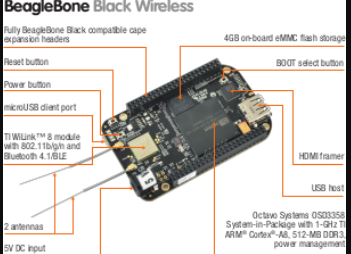 BeagleBone Black Wireless
Fully BeagleBone Black compatible cape
expansion headers
Reset button
Power button
microUSB client port
TI WiLink™ 8 module
with 802.11b/g/n and
Bluetooth 4.1/BLE
2 antennas
5V DC input
4GB on-board eMMC flash storage
BOOT select button
HDMI framer
USB host
Octavo Systems OSD3358
System-in-Package with 1-GHz TI
ARM® Cortex®-A8, 512-MB DDR3,
power management